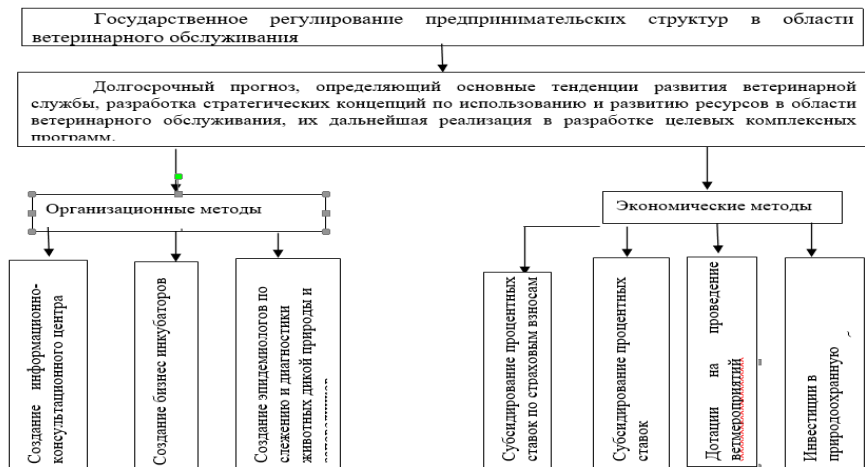 Государственное регулирование предпринимательских структур в области
ветеринарного обслуживания
Долгосрочный прогноз, определяющий основные тенденции развития ветеринарной
службы, разработка стратегических концепций по использованию и развитию ресурсов в области
ветеринарного обслуживания, их дальнейшая реализация в разработке целевых комплексных
программ.
Организационные методы
Экономические методы
Создание информационно-
консультационного центра
Создание бизнес инкубаторов
Создание эпидемиологов по
слежению и диагностики
животных дикой природы и
Субсидирование процентных
ставок по страховым взносам
Субсидирование процентных
ставок
Дотации на проведение
ветмероприятий
Инвестиции в
природоохранную